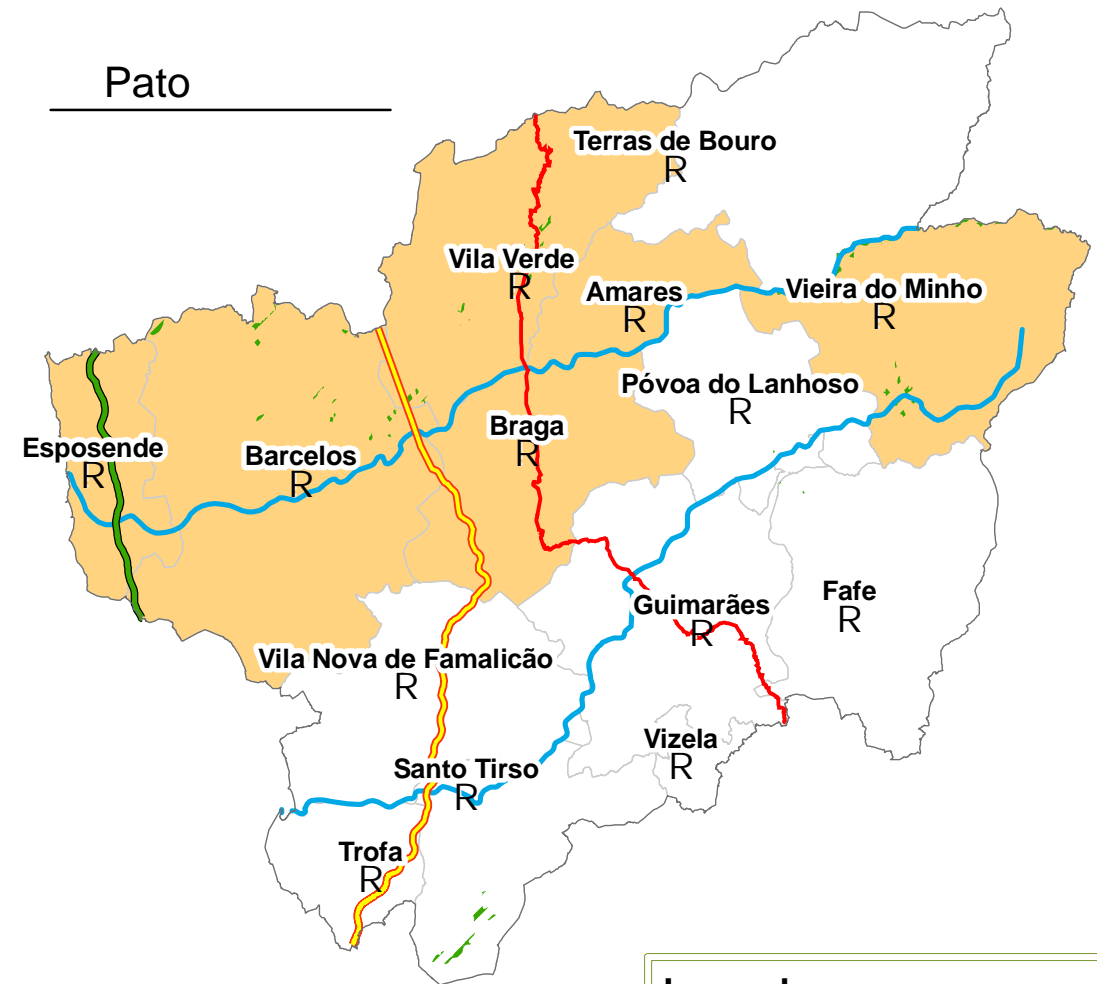 Pato
Terras de Bouro
R
Vila Verde
R
Amares
R
Vieira do Minho
R
Póvoa do Lanhoso
R
Braga
R
Esposende
R
Barcelos
R
Guimarães
R
Fafe
R
Vila Nova de Famalicão
R
Vizela
R
Santo Tirso
R
Trofa
R